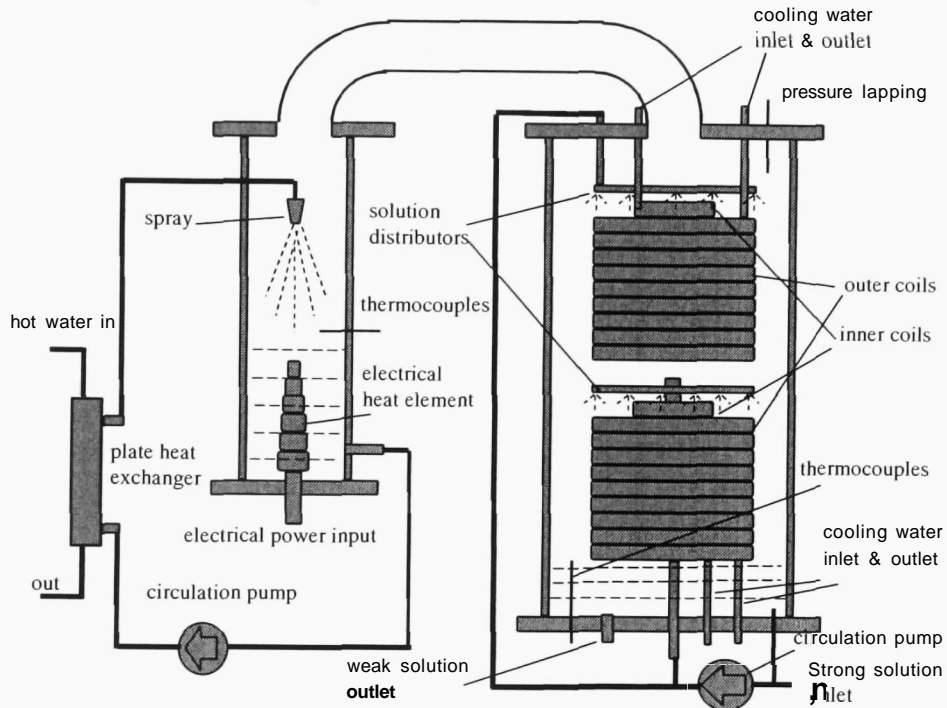 cooling water
inlet & outlet
pressure lapping
spray
solution
distributors
thermocouples
outer coils
hot water in
inner coils
electrical
heat element
plate heat
exchanger
thermocouples
electrical power input
cooling water
inlet & outlet
out
circulation pump
circulation pump
weak solution
outlet
Strong solution